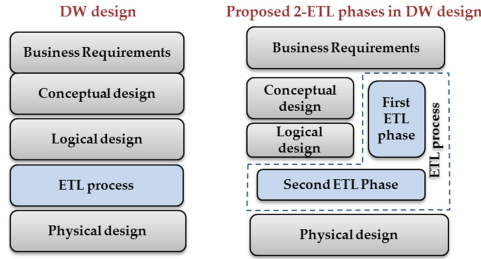 DW design
Business Requirements
Conceptual design
Logical design
ETL process
Physical design
Proposed 2-ETL phases in DW design
Business Requirements
Conceptual
design
Logical
design
First
ETL
phase
ETL process
Second ETL Phase
Physical design